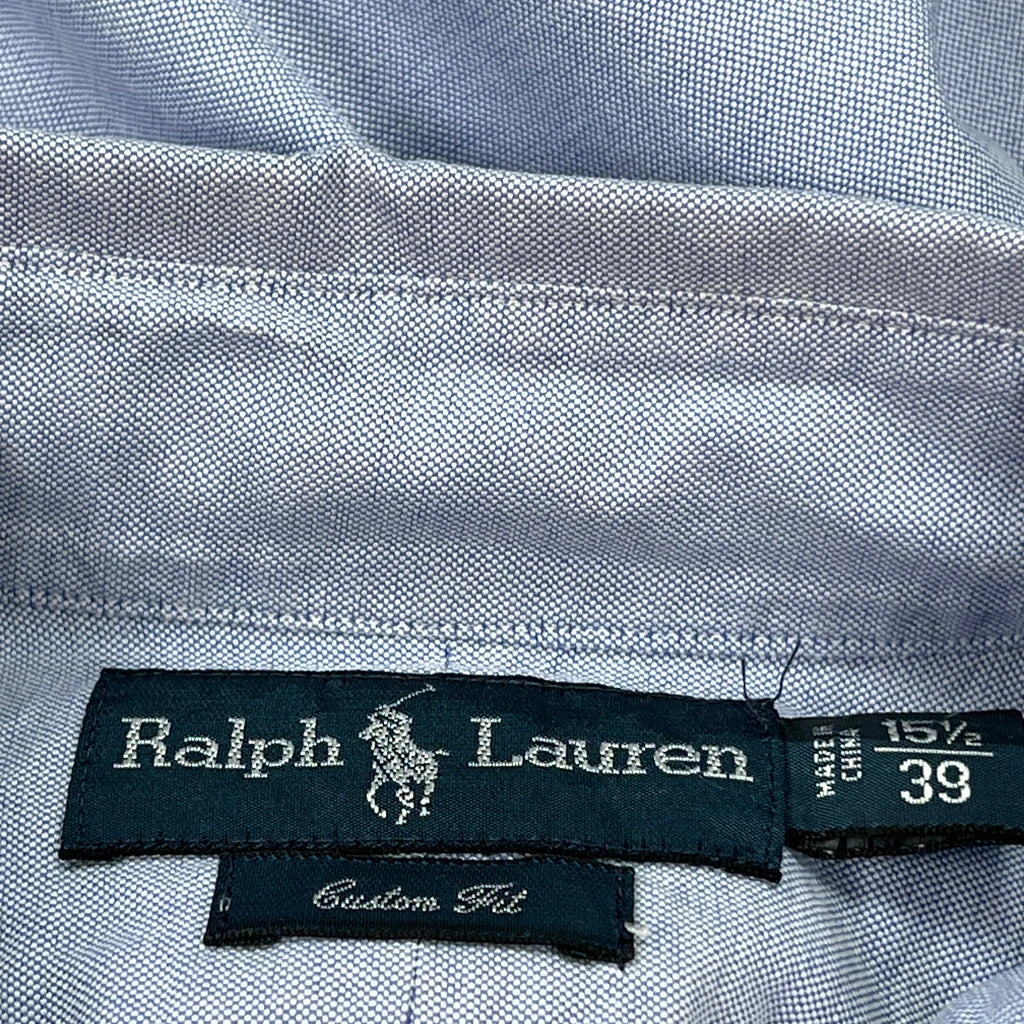 Ralph Lauren
MADE IN
CHINA
15½
39
Custom Fit